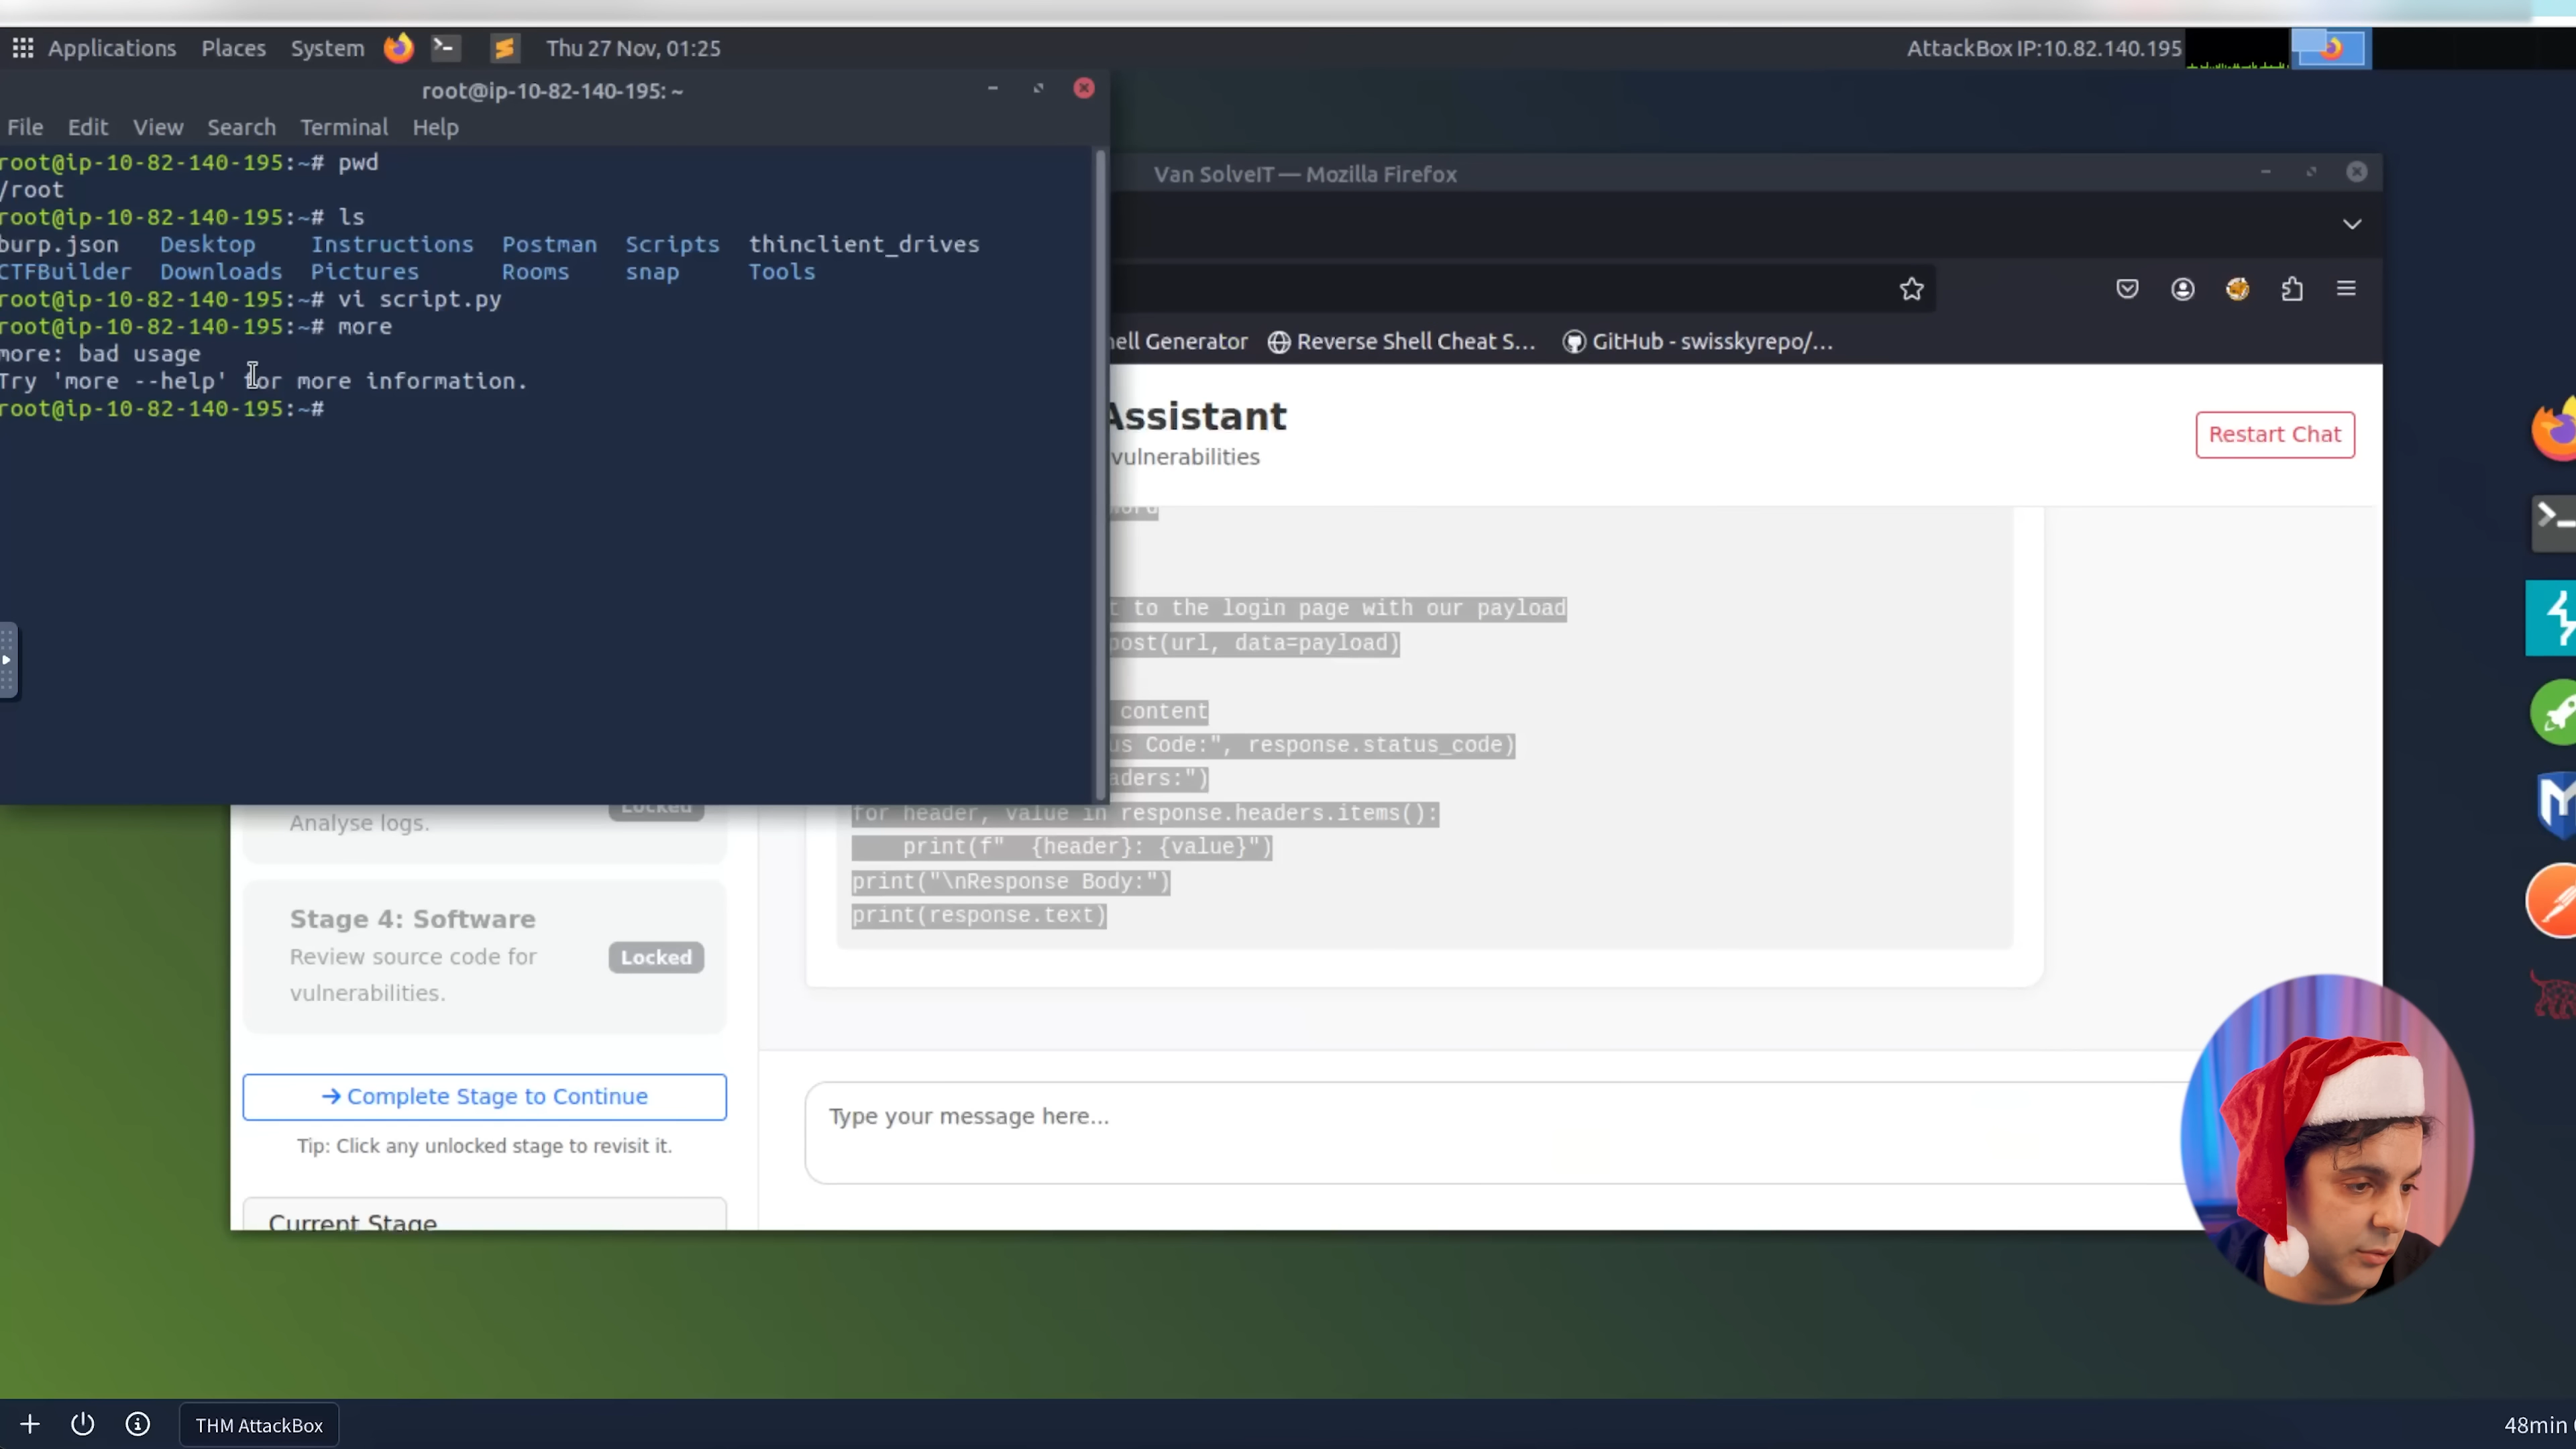 Applications Places System Thu 27 Nov, 01:25 AttackBox IP:10.82.140.195
root@ip-10-82-140-195: ~
File Edit View Search Terminal Help
root@ip-10-82-140-195:~# pwd
/root
root@ip-10-82-140-195:~# ls
burp.json Desktop Instructions Postman Scripts thinclient_drives
CTFBuilder Downloads Pictures Rooms snap Tools
root@ip-10-82-140-195:~# vi script.py
root@ip-10-82-140-195:~# more
more: bad usage
Try 'more --help' for more information.
root@ip-10-82-140-195:~#
Van SolveIT — Mozilla Firefox
hell Generator Reverse Shell Cheat S... GitHub - swisskyrepo/...
Assistant
vulnerabilities
Restart Chat
t to the login page with our payload
post(url, data=payload)
content
us Code:", response.status_code)
aders:")
for header, value in response.headers.items():
print(f"  {header}: {value}")
print("\nResponse Body:")
print(response.text)
Locked
Analyse logs.
Stage 4: Software
Review source code for
vulnerabilities.
Locked
→ Complete Stage to Continue
Tip: Click any unlocked stage to revisit it.
Current Stage
Type your message here...
THM AttackBox
48min